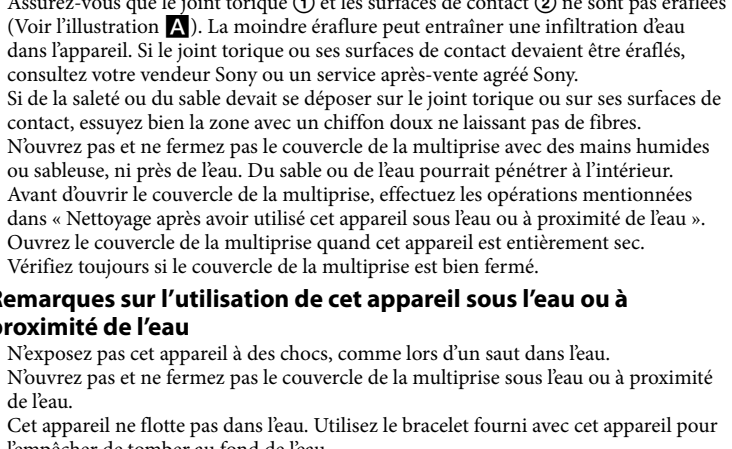 Assurez-vous que le joint torique ① et les surfaces de contact ② ne sont pas éraflées
(Voir l’illustration A). La moindre éraflure peut entraîner une infiltration d’eau
dans l’appareil. Si le joint torique ou ses surfaces de contact devaient être éraflés,
consultez votre vendeur Sony ou un service après-vente agréé Sony.
Si de la saleté ou du sable devait se déposer sur le joint torique ou sur ses surfaces de
contact, essuyez bien la zone avec un chiffon doux ne laissant pas de fibres.
N’ouvrez pas et ne fermez pas le couvercle de la multiprise avec des mains humides
ou sableuse, ni près de l’eau. Du sable ou de l’eau pourrait pénétrer à l’intérieur.
Avant d’ouvrir le couvercle de la multiprise, effectuez les opérations mentionnées
dans « Nettoyage après avoir utilisé cet appareil sous l’eau ou à proximité de l’eau ».
Ouvrez le couvercle de la multiprise quand cet appareil est entièrement sec.
Vérifiez toujours si le couvercle de la multiprise est bien fermé.
Remarques sur l’utilisation de cet appareil sous l’eau ou à
proximité de l’eau
N’exposez pas cet appareil à des chocs, comme lors d’un saut dans l’eau.
N’ouvrez pas et ne fermez pas le couvercle de la multiprise sous l’eau ou à proximité
de l’eau.
Cet appareil ne flotte pas dans l’eau. Utilisez le bracelet fourni avec cet appareil pour
l’empêcher de tomber au fond de l’eau.